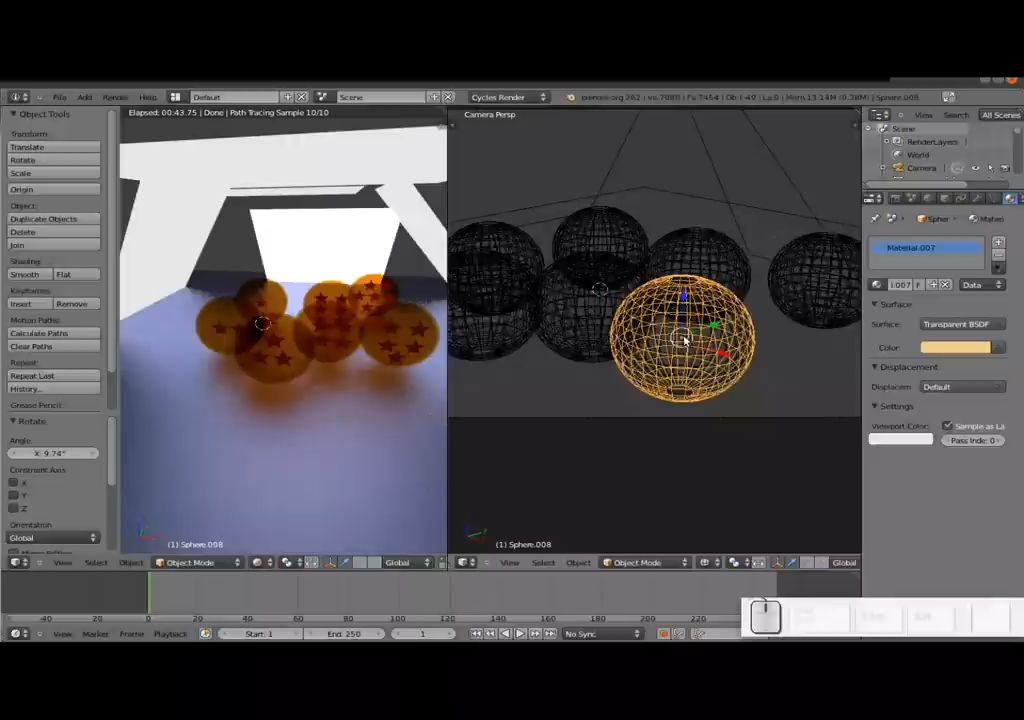 File Add Render Help Default Scene Cycles Render
Object Tools
Elapsed: 00:43.75 | Done | Path Tracing Sample 10/10
Camera Persp
View Search All Scenes
Scene
RenderLayers
World
Camera
Transform:
Translate
Rotate
Scale
Origin
Object:
Duplicate Objects
Delete
Join
Shading:
Smooth Flat
Keyframes:
Insert Remove
Motion Paths:
Calculate Paths
Clear Paths
Repeat:
Repeat Last
History...
Grease Pencil:
Rotate
Angle:
X: 9.74°
Constraint Axis
X
Y
Z
Orientation
Global
Spher Materi
Material.007
F Data
Surface
Surface: Transparent BSDF
Color:
Displacement
Displacem Default
Settings
Viewport Color: Sample as La
Pass Inde: 0
(1) Sphere.008
(1) Sphere.008
View Select Object Object Mode Global
View Select Object Object Mode Global
-40 -20 0 20 40 60 80 100 120 140 160 180 200 220
View Marker Frame Playback Start: 1 End: 250 1 No Sync